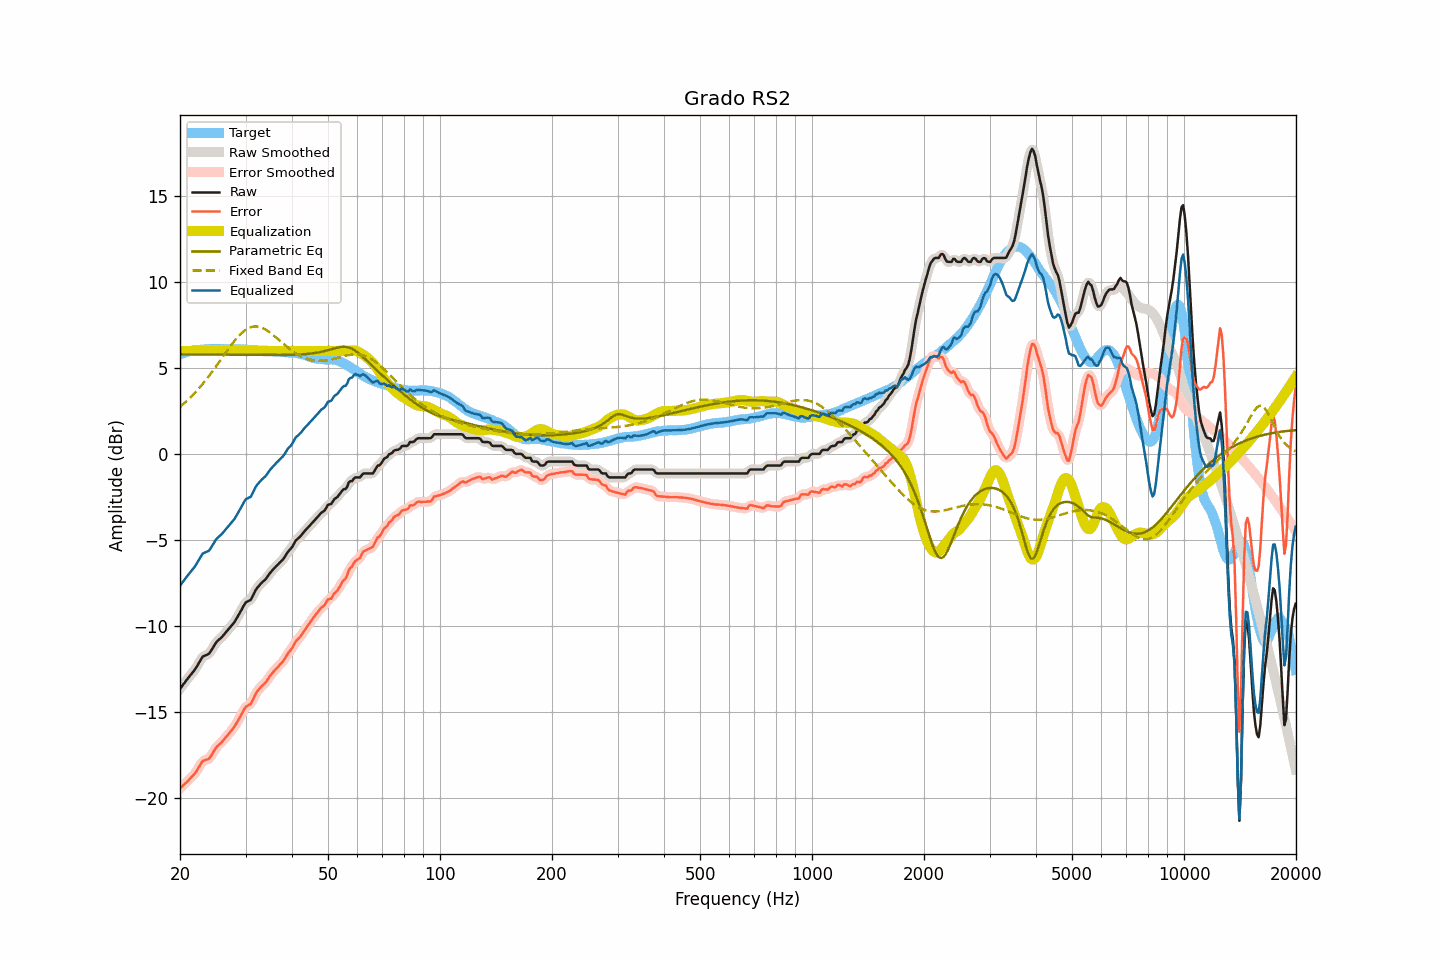 Grado RS2
Target
Raw Smoothed
Error Smoothed
Raw
Error
Equalization
Parametric Eq
Fixed Band Eq
Equalized
15
10
5
0
−5
−10
−15
−20
Amplitude (dBr)
20 50 100 200 500 1000 2000 5000 10000 20000
Frequency (Hz)